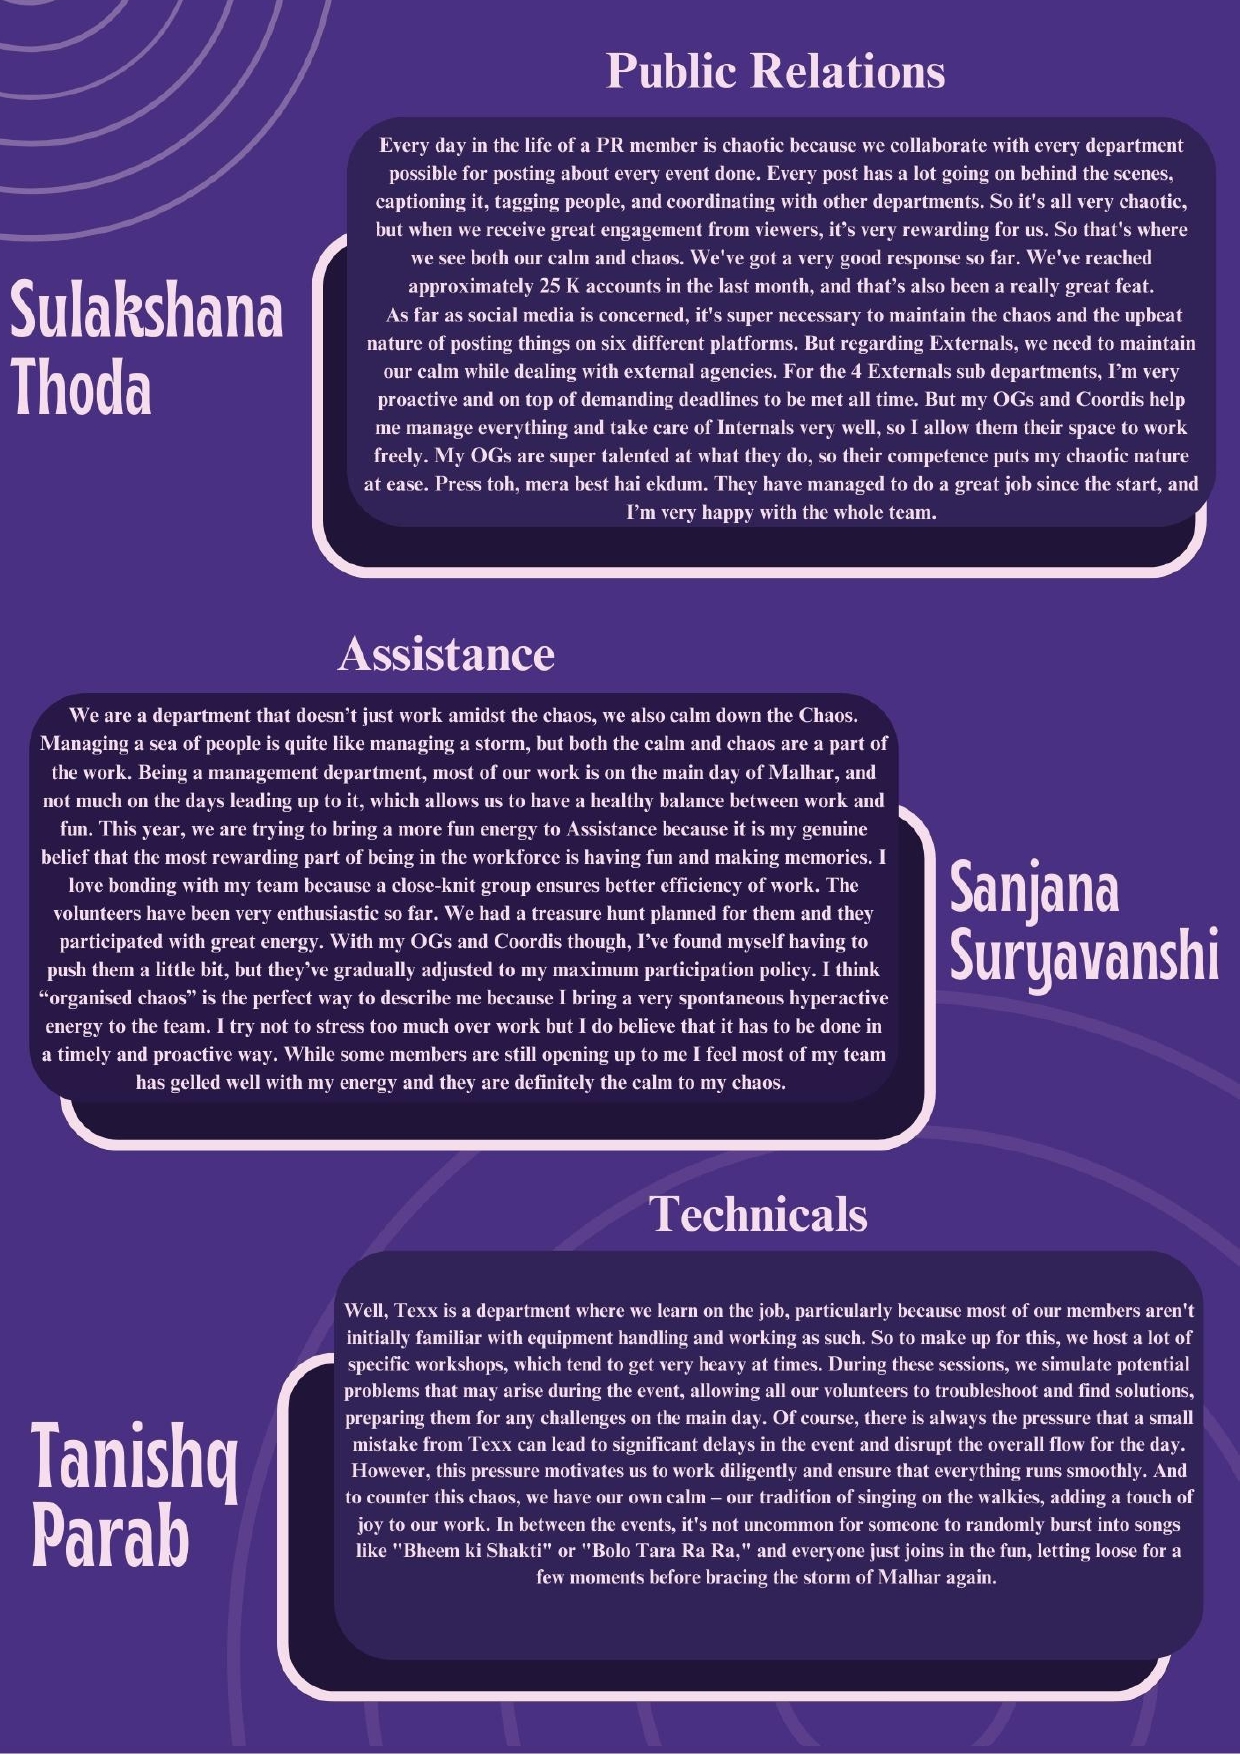 Public Relations
Every day in the life of a PR member is chaotic because we collaborate with every department
possible for posting about every event done. Every post has a lot going on behind the scenes,
captioning it, tagging people, and coordinating with other departments. So it's all very chaotic,
but when we receive great engagement from viewers, it’s very rewarding for us. So that's where
we see both our calm and chaos. We've got a very good response so far. We've reached
approximately 25 K accounts in the last month, and that’s also been a really great feat.
As far as social media is concerned, it's super necessary to maintain the chaos and the upbeat
nature of posting things on six different platforms. But regarding Externals, we need to maintain
our calm while dealing with external agencies. For the 4 Externals sub departments, I’m very
proactive and on top of demanding deadlines to be met all time. But my OGs and Coordis help
me manage everything and take care of Internals very well, so I allow them their space to work
freely. My OGs are super talented at what they do, so their competence puts my chaotic nature
at ease. Press toh, mera best hai ekdum. They have managed to do a great job since the start, and
I’m very happy with the whole team.
Sulakshana
Thoda
Assistance
We are a department that doesn’t just work amidst the chaos, we also calm down the Chaos.
Managing a sea of people is quite like managing a storm, but both the calm and chaos are a part of
the work. Being a management department, most of our work is on the main day of Malhar, and
not much on the days leading up to it, which allows us to have a healthy balance between work and
fun. This year, we are trying to bring a more fun energy to Assistance because it is my genuine
belief that the most rewarding part of being in the workforce is having fun and making memories. I
love bonding with my team because a close-knit group ensures better efficiency of work. The
volunteers have been very enthusiastic so far. We had a treasure hunt planned for them and they
participated with great energy. With my OGs and Coordis though, I’ve found myself having to
push them a little bit, but they’ve gradually adjusted to my maximum participation policy. I think
“organised chaos” is the perfect way to describe me because I bring a very spontaneous hyperactive
energy to the team. I try not to stress too much over work but I do believe that it has to be done in
a timely and proactive way. While some members are still opening up to me I feel most of my team
has gelled well with my energy and they are definitely the calm to my chaos.
Sanjana
Suryavanshi
Technicals
Well, Texx is a department where we learn on the job, particularly because most of our members aren't
initially familiar with equipment handling and working as such. So to make up for this, we host a lot of
specific workshops, which tend to get very heavy at times. During these sessions, we simulate potential
problems that may arise during the event, allowing all our volunteers to troubleshoot and find solutions,
preparing them for any challenges on the main day. Of course, there is always the pressure that a small
mistake from Texx can lead to significant delays in the event and disrupt the overall flow for the day.
However, this pressure motivates us to work diligently and ensure that everything runs smoothly. And
to counter this chaos, we have our own calm – our tradition of singing on the walkies, adding a touch of
joy to our work. In between the events, it's not uncommon for someone to randomly burst into songs
like "Bheem ki Shakti" or "Bolo Tara Ra Ra," and everyone just joins in the fun, letting loose for a
few moments before bracing the storm of Malhar again.
Tanishq
Parab